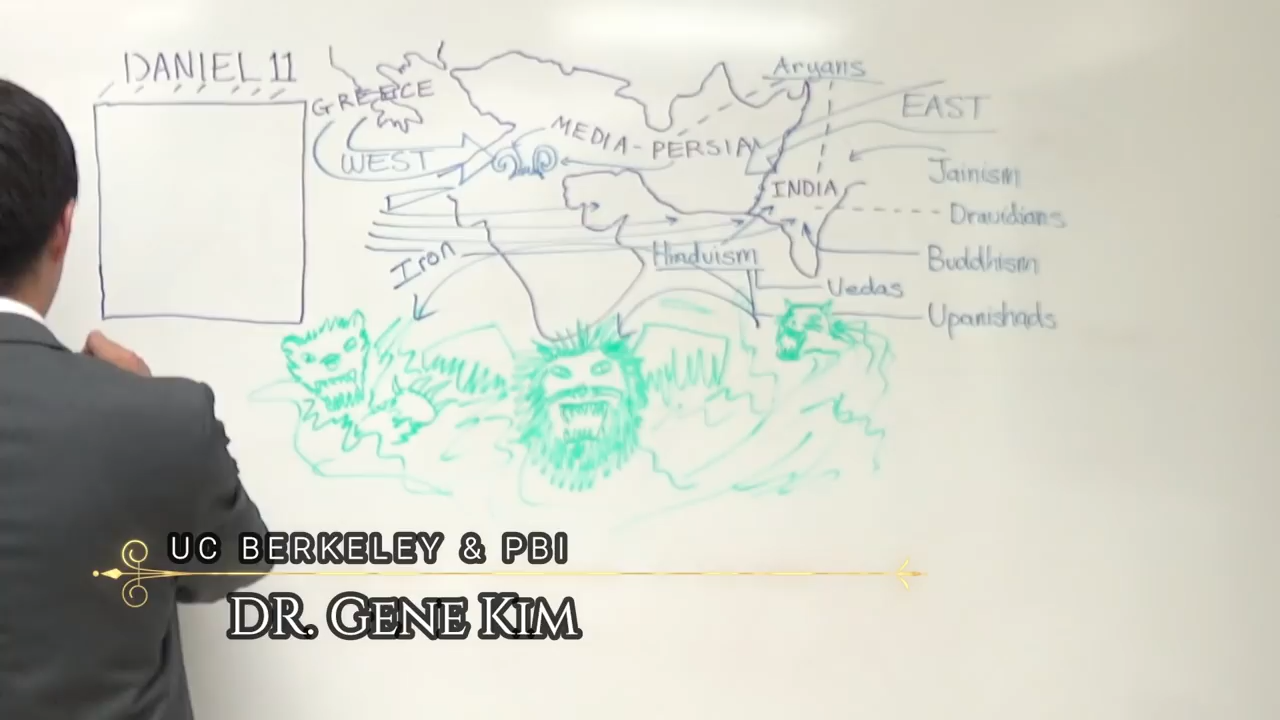 DANIEL 11
GREECE
WEST
MEDIA-PERSIAN
Aryans
EAST
INDIA
Jainism
Dravidians
Buddhism
Iron
Hinduism
Vedas
Upanishads
UC BERKELEY & PBI
DR. GENE KIM